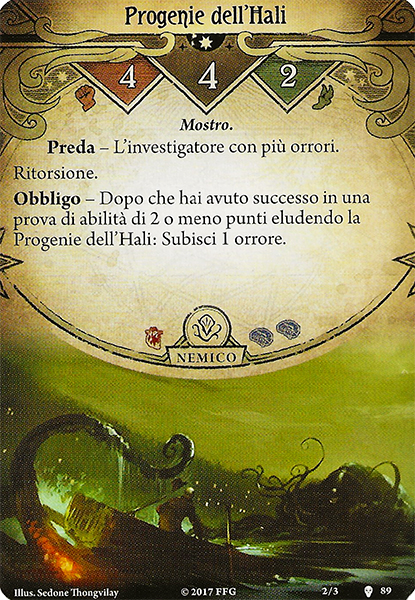 Progenie dell'Hali
4 4 2
Mostro.
Preda – L'investigatore con più orrori.
Ritorsione.
Obbligo – Dopo che hai avuto successo in una
prova di abilità di 2 o meno punti eludendo la
Progenie dell'Hali: Subisci 1 orrore.
NEMICO
Illus. Sedone Thongvilay © 2017 FFG 2/3 89